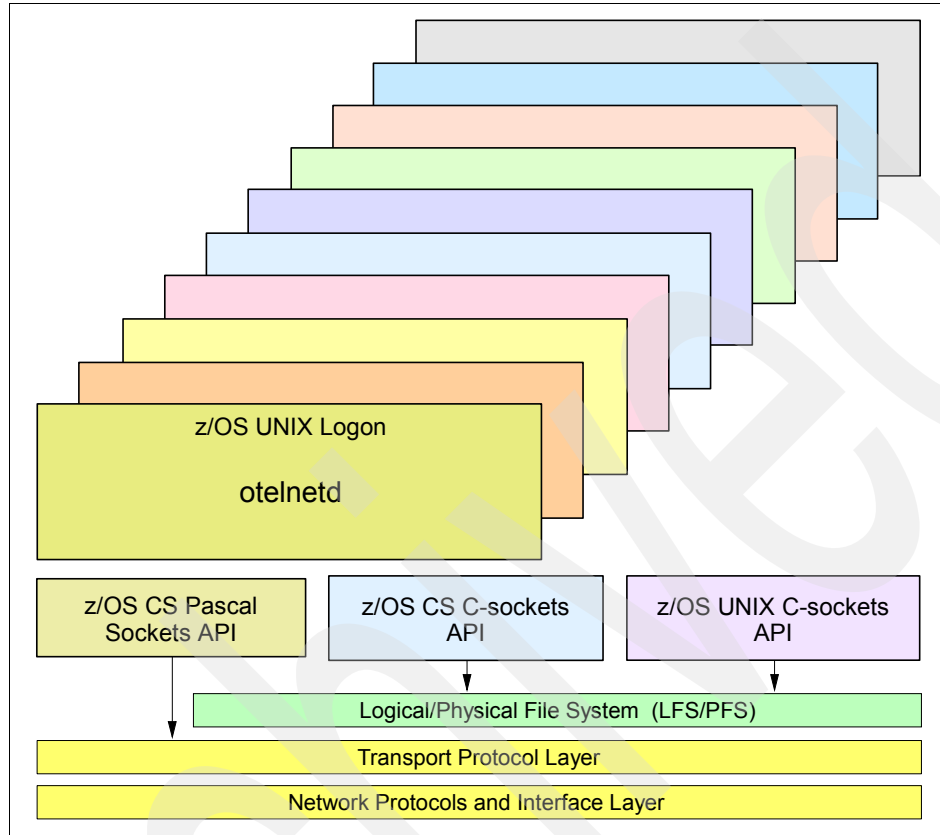 z/OS UNIX Logon
otelnetd
z/OS CS Pascal
Sockets API
z/OS CS C-sockets
API
z/OS UNIX C-sockets
API
Logical/Physical File System (LFS/PFS)
Transport Protocol Layer
Network Protocols and Interface Layer